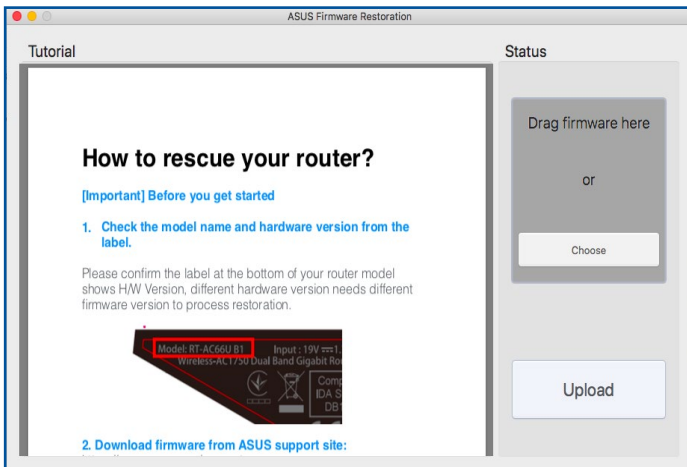 ASUS Firmware Restoration
Tutorial
Status
How to rescue your router?
[Important] Before you get started
1. Check the model name and hardware version from the
label.
Please confirm the label at the bottom of your router model
shows H/W Version, different hardware version needs different
firmware version to process restoration.
Model: RT-AC66U B1 Input : 19V
Wireless-AC1750 Dual Band Gigabit
IDA
2. Download firmware from ASUS support site:
Drag firmware here
or
Choose
Upload